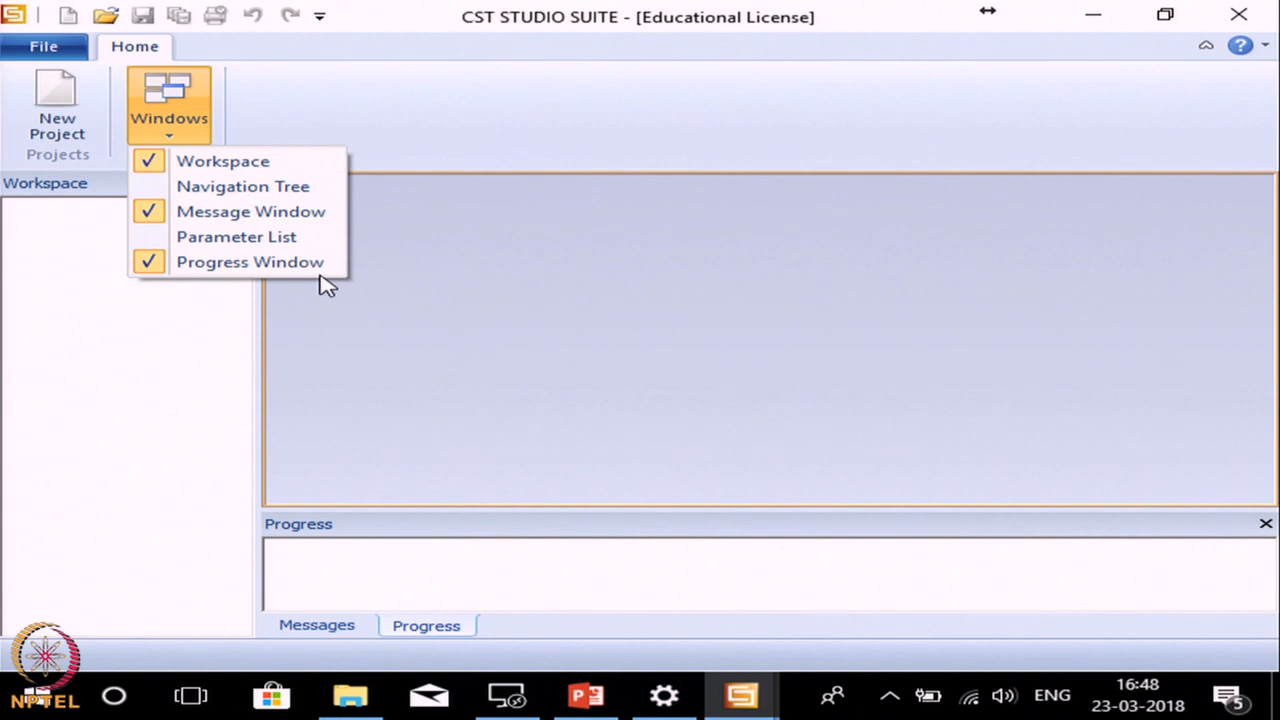 CST STUDIO SUITE - [Educational License]
File
Home
New
Project
Projects
Windows
Workspace
Workspace
Navigation Tree
Message Window
Parameter List
Progress Window
Progress
Messages
Progress
NPTEL
ENG
16:48
23-03-2018
5